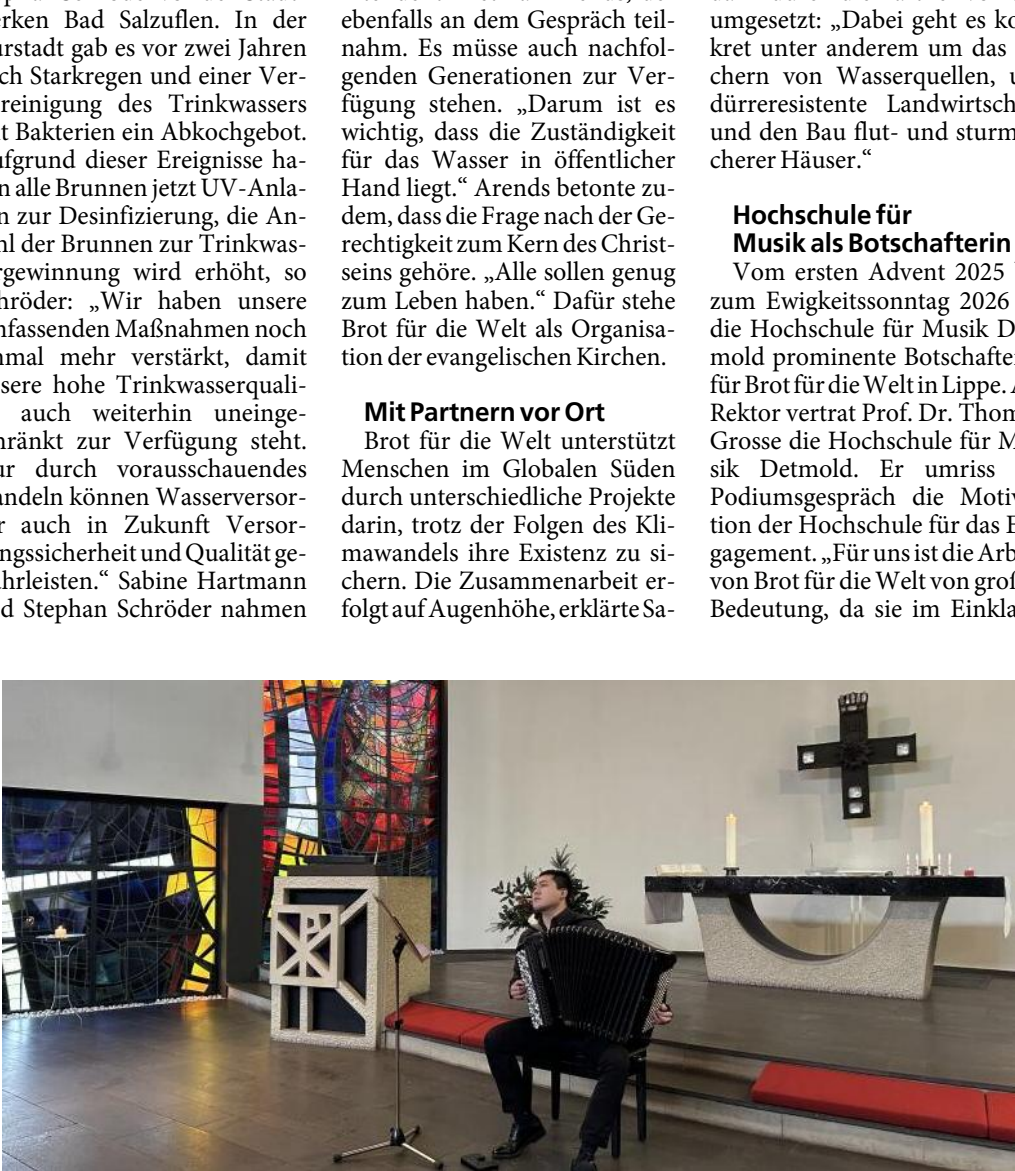 erken Bad Salzuflen. In der
urstadt gab es vor zwei Jahren
ch Starkregen und einer Ver-
reinigung des Trinkwassers
t Bakterien ein Abkochgebot.
ufgrund dieser Ereignisse ha-
n alle Brunnen jetzt UV-Anla-
n zur Desinfizierung, die An-
hl der Brunnen zur Trinkwas-
rgewinnung wird erhöht, so
hröder: „Wir haben unsere
nfassenden Maßnahmen noch
nmal mehr verstärkt, damit
sere hohe Trinkwasserquali-
auch weiterhin uneinge-
hränkt zur Verfügung steht.
ur durch vorausschauendes
andeln können Wasserversor-
r auch in Zukunft Versor-
ngssicherheit und Qualität ge-
hrleisten.“ Sabine Hartmann
d Stephan Schröder nahmen
ebenfalls an dem Gespräch teil-
nahm. Es müsse auch nachfol-
genden Generationen zur Ver-
fügung stehen. „Darum ist es
wichtig, dass die Zuständigkeit
für das Wasser in öffentlicher
Hand liegt.“ Arends betonte zu-
dem, dass die Frage nach der Ge-
rechtigkeit zum Kern des Christ-
seins gehöre. „Alle sollen genug
zum Leben haben.“ Dafür stehe
Brot für die Welt als Organisa-
tion der evangelischen Kirchen.
Mit Partnern vor Ort
Brot für die Welt unterstützt
Menschen im Globalen Süden
durch unterschiedliche Projekte
darin, trotz der Folgen des Kli-
mawandels ihre Existenz zu si-
chern. Die Zusammenarbeit er-
folgt auf Augenhöhe, erklärte Sa-
umgesetzt: „Dabei geht es ko
kret unter anderem um das
chern von Wasserquellen, u
dürreresistente Landwirtsch
und den Bau flut- und sturm
cherer Häuser.“
Hochschule für
Musik als Botschafterin
Vom ersten Advent 2025
zum Ewigkeitssonntag 2026
die Hochschule für Musik D
mold prominente Botschafte
für Brot für die Welt in Lippe. A
Rektor vertrat Prof. Dr. Thom
Grosse die Hochschule für M
sik Detmold. Er umriss
Podiumsgespräch die Motiv
tion der Hochschule für das E
gagement. „Für uns ist die Arb
von Brot für die Welt von groß
Bedeutung, da sie im Einkla